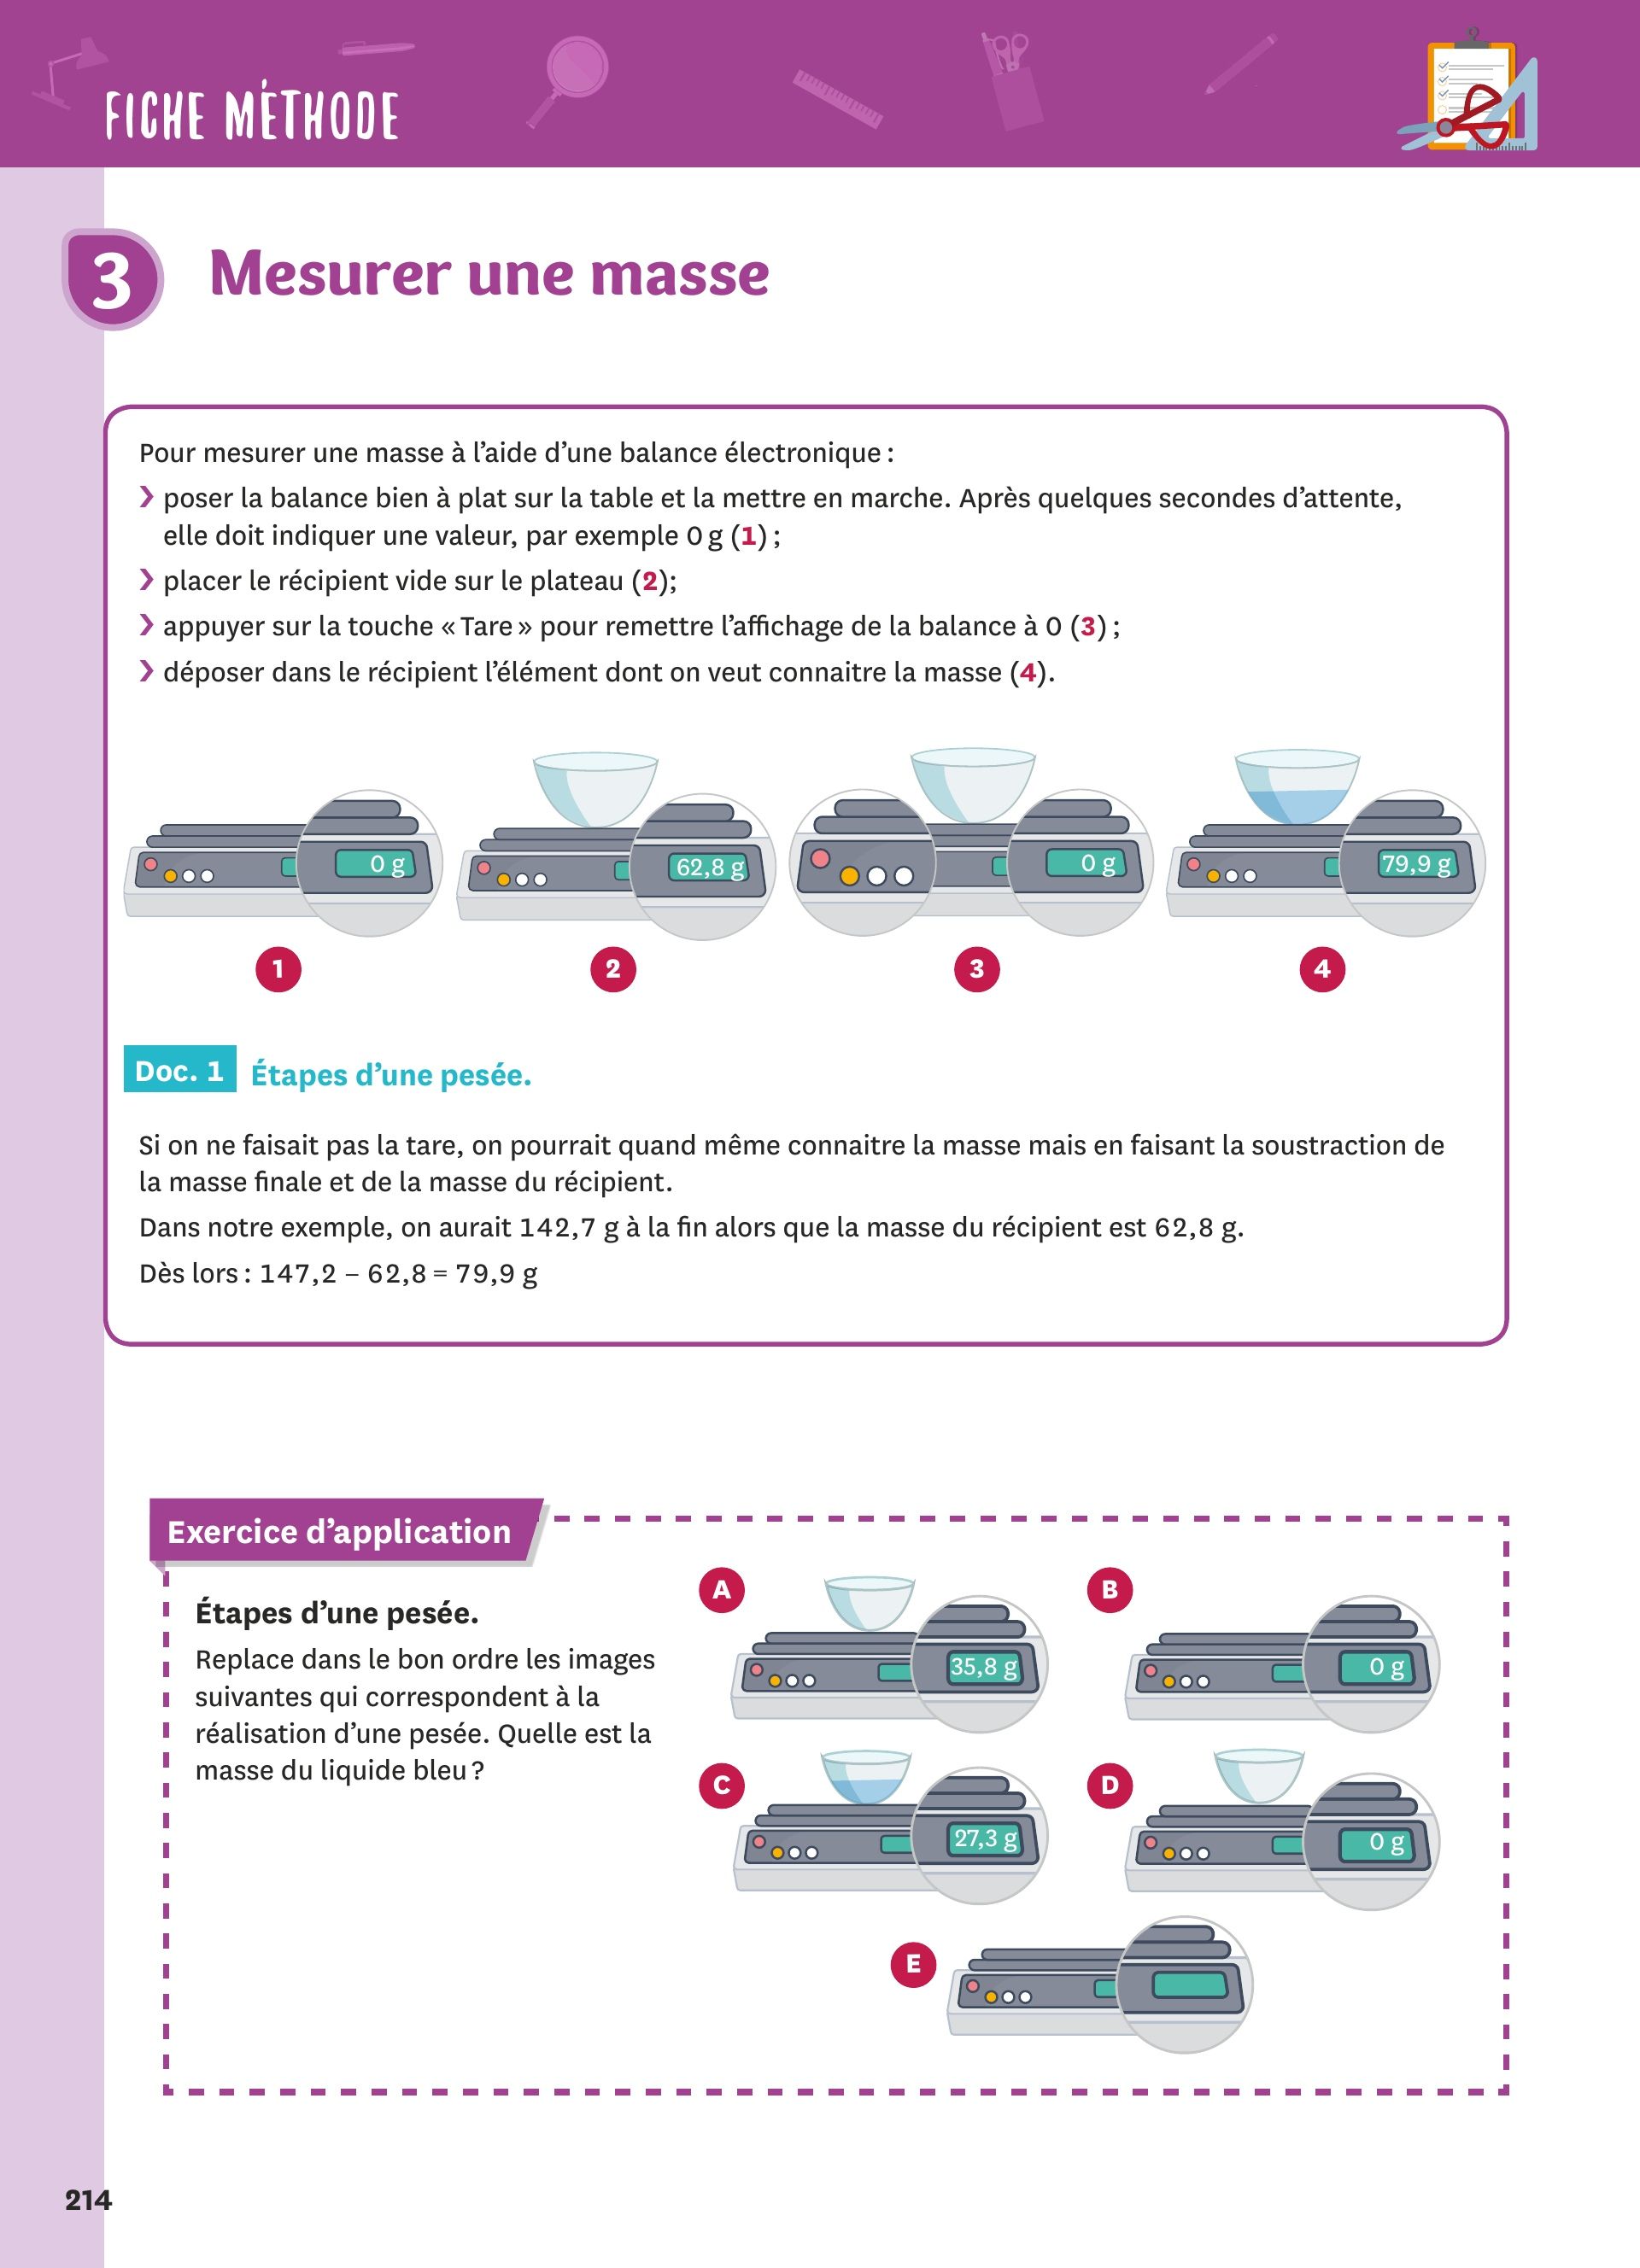 FICHE MÉTHODE
3
Mesurer une masse
Pour mesurer une masse à l’aide d’une balance électronique :
❯ poser la balance bien à plat sur la table et la mettre en marche. Après quelques secondes d’attente,
elle doit indiquer une valeur, par exemple 0 g (1) ;
❯ placer le récipient vide sur le plateau (2);
❯ appuyer sur la touche « Tare » pour remettre l’affichage de la balance à 0 (3) ;
❯ déposer dans le récipient l’élément dont on veut connaitre la masse (4).
0 g
62,8 g
0 g
79,9 g
1
2
3
4
Doc. 1 Étapes d’une pesée.
Si on ne faisait pas la tare, on pourrait quand même connaitre la masse mais en faisant la soustraction de
la masse finale et de la masse du récipient.
Dans notre exemple, on aurait 142,7 g à la fin alors que la masse du récipient est 62,8 g.
Dès lors : 147,2 – 62,8 = 79,9 g
Exercice d’application
Étapes d’une pesée.
Replace dans le bon ordre les images
suivantes qui correspondent à la
réalisation d’une pesée. Quelle est la
masse du liquide bleu ?
A
35,8 g
B
0 g
C
27,3 g
D
0 g
E
214